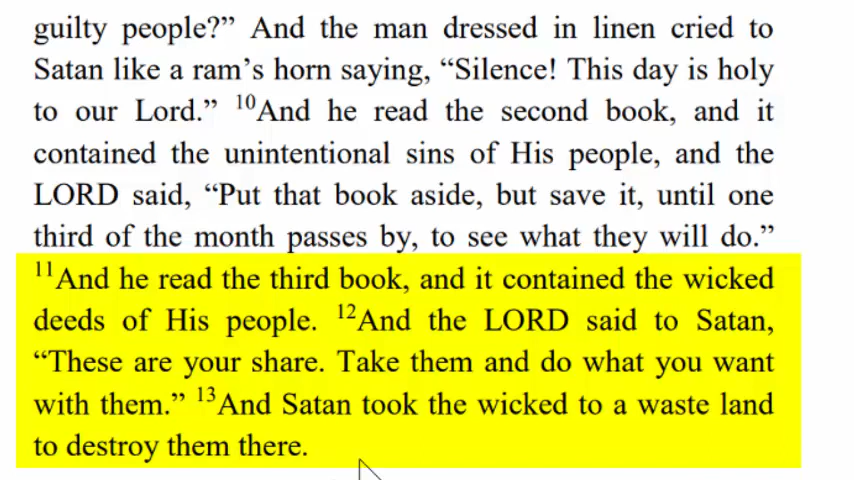 guilty people?” And the man dressed in linen cried to
Satan like a ram’s horn saying, “Silence! This day is holy
to our Lord.” ¹⁰And he read the second book, and it
contained the unintentional sins of His people, and the
LORD said, “Put that book aside, but save it, until one
third of the month passes by, to see what they will do.”
¹¹And he read the third book, and it contained the wicked
deeds of His people. ¹²And the LORD said to Satan,
“These are your share. Take them and do what you want
with them.” ¹³And Satan took the wicked to a waste land
to destroy them there.